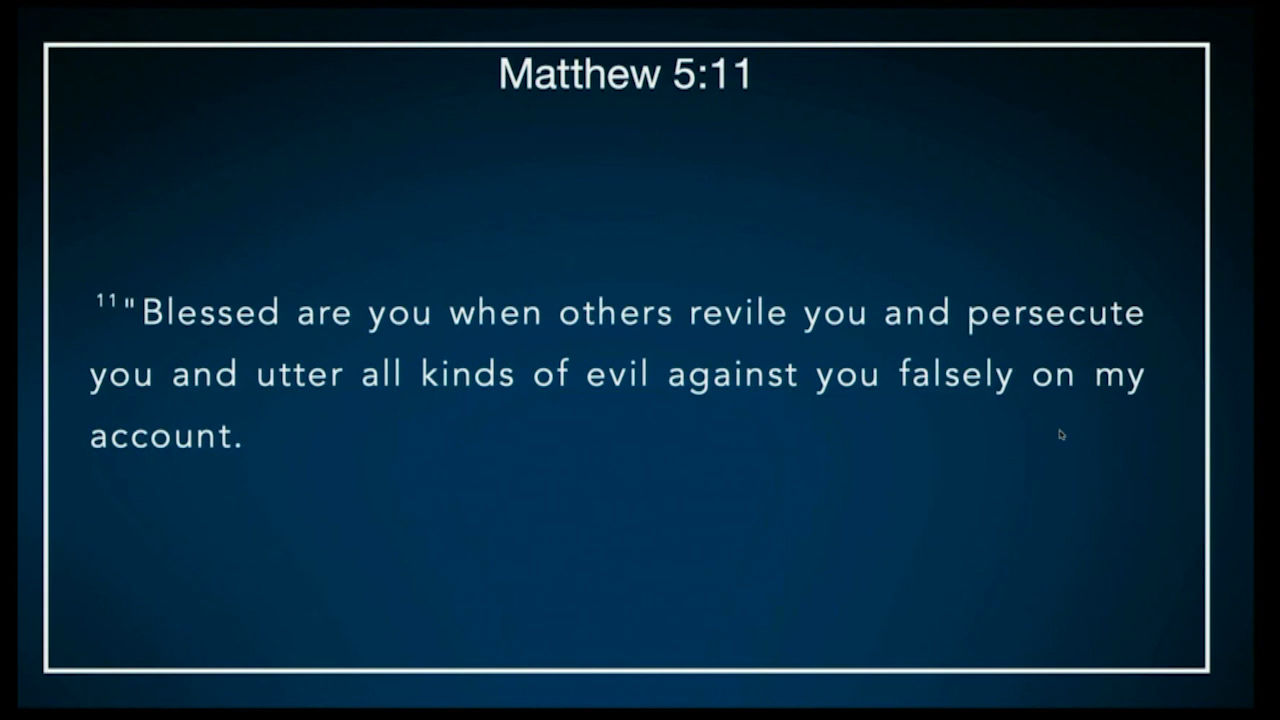 Matthew 5:11
11"Blessed are you when others revile you and persecute
you and utter all kinds of evil against you falsely on my
account.